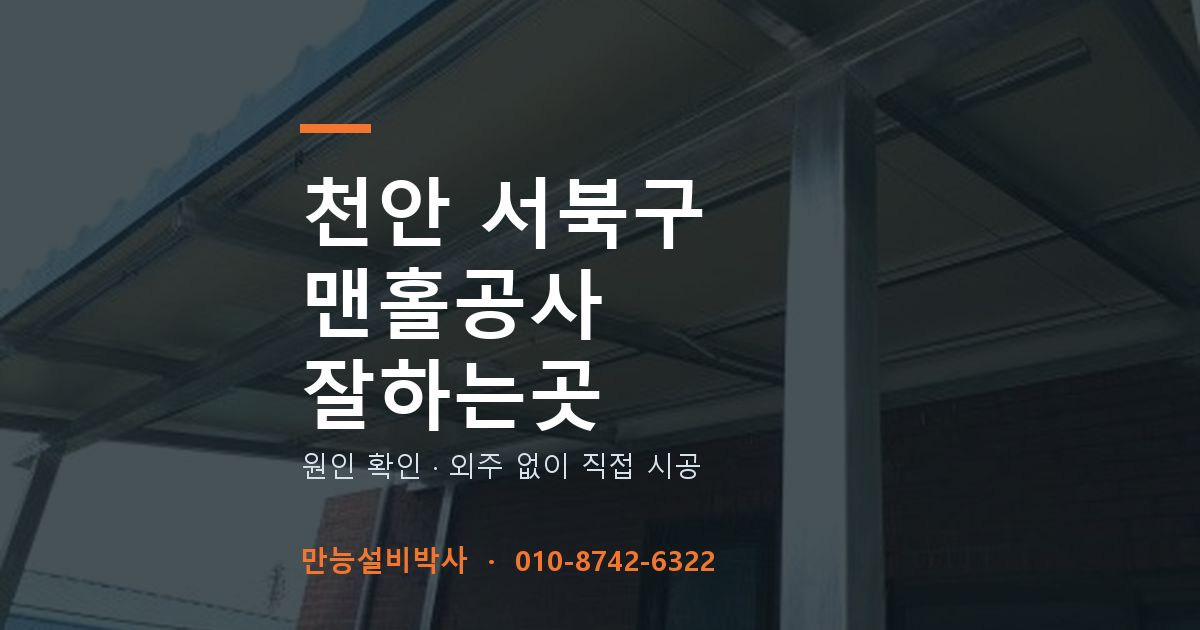 천안 서북구
맨홀공사
잘하는곳
원인 확인 · 외주 없이 직접 시공
만능설비박사 · 010-8742-6322